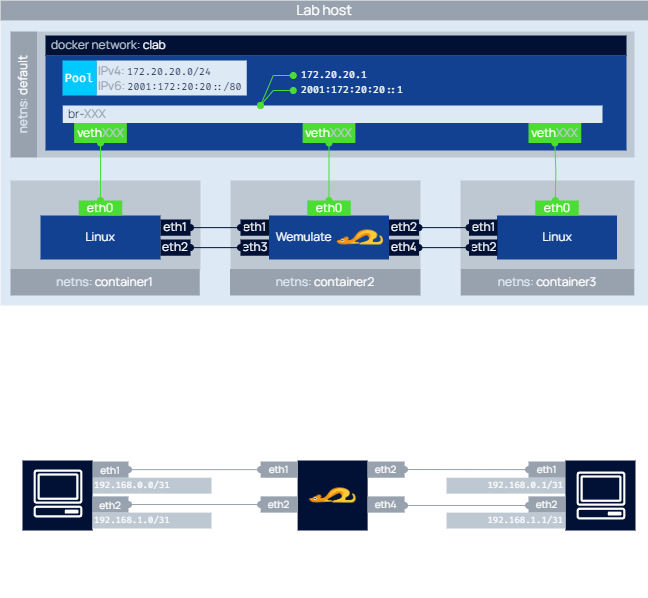 Lab host
netns: default
docker network: clab
Pool
IPv4: 172.20.20.0/24
IPv6: 2001:172:20:20::/80
172.20.20.1
2001:172:20:20::1
br-XXX
vethXXX
vethXXX
vethXXX
eth0
eth0
eth0
Linux
eth1
eth2
eth1
eth3
Wemulate
eth2
eth4
eth1
eth2
Linux
netns: container1
netns: container2
netns: container3
eth1
192.168.0.0/31
eth2
192.168.1.0/31
eth1
eth2
eth2
eth4
eth1
192.168.0.1/31
eth2
192.168.1.1/31